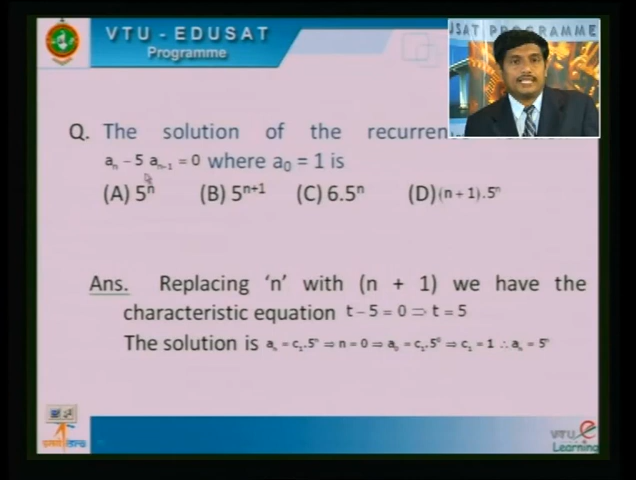 VTU - EDUSAT
Programme
USAT PROGRAMME
Q. The solution of the
aₙ – 5 aₙ₋₁ = 0 where a₀ = 1 is
(A) 5ⁿ (B) 5ⁿ⁺¹ (C) 6.5ⁿ (D) (n + 1).5ⁿ
Ans. Replacing 'n' with (n + 1) we have the
characteristic equation t – 5 = 0 ⇒ t = 5
The solution is aₙ = c₁.5ⁿ ⇒ n = 0 ⇒ a₀ = c₁.5⁰ ⇒ c₁ = 1 ∴ aₙ = 5ⁿ
VTU e
Learning